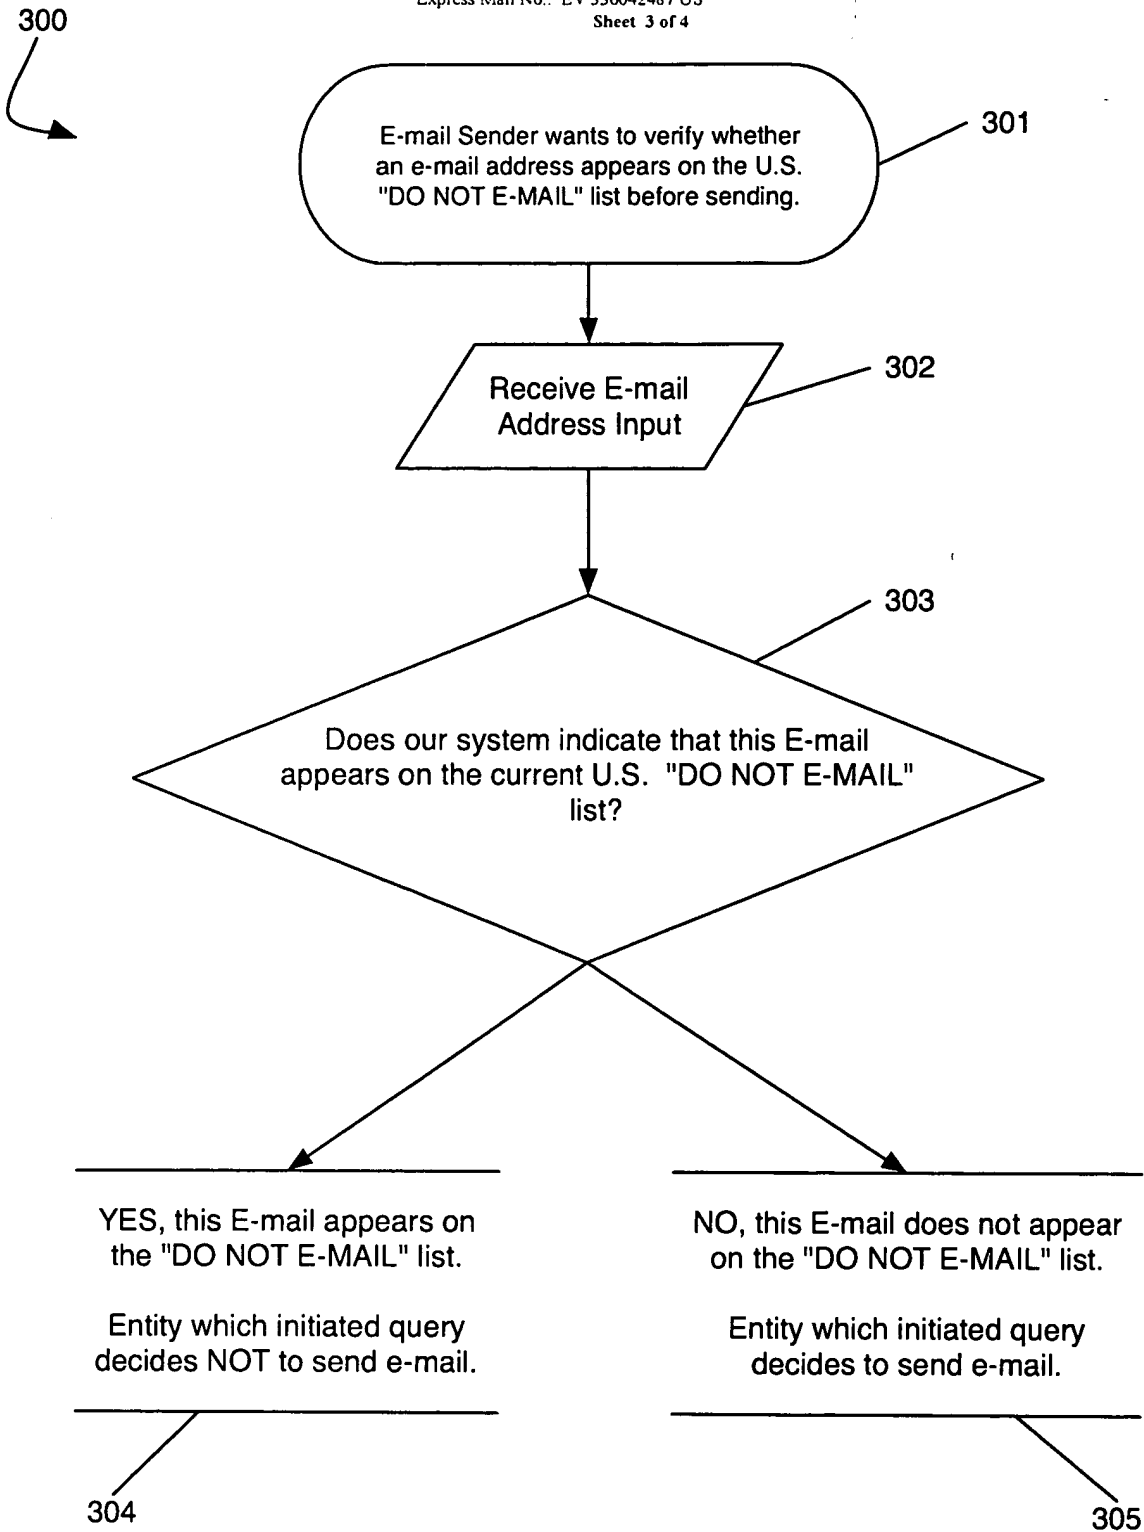 Sheet 3 of 4
300
E-mail Sender wants to verify whether
an e-mail address appears on the U.S.
"DO NOT E-MAIL" list before sending.
301
Receive E-mail
Address Input
302
303
Does our system indicate that this E-mail
appears on the current U.S. "DO NOT E-MAIL"
list?
YES, this E-mail appears on
the "DO NOT E-MAIL" list.
Entity which initiated query
decides NOT to send e-mail.
NO, this E-mail does not appear
on the "DO NOT E-MAIL" list.
Entity which initiated query
decides to send e-mail.
304
305